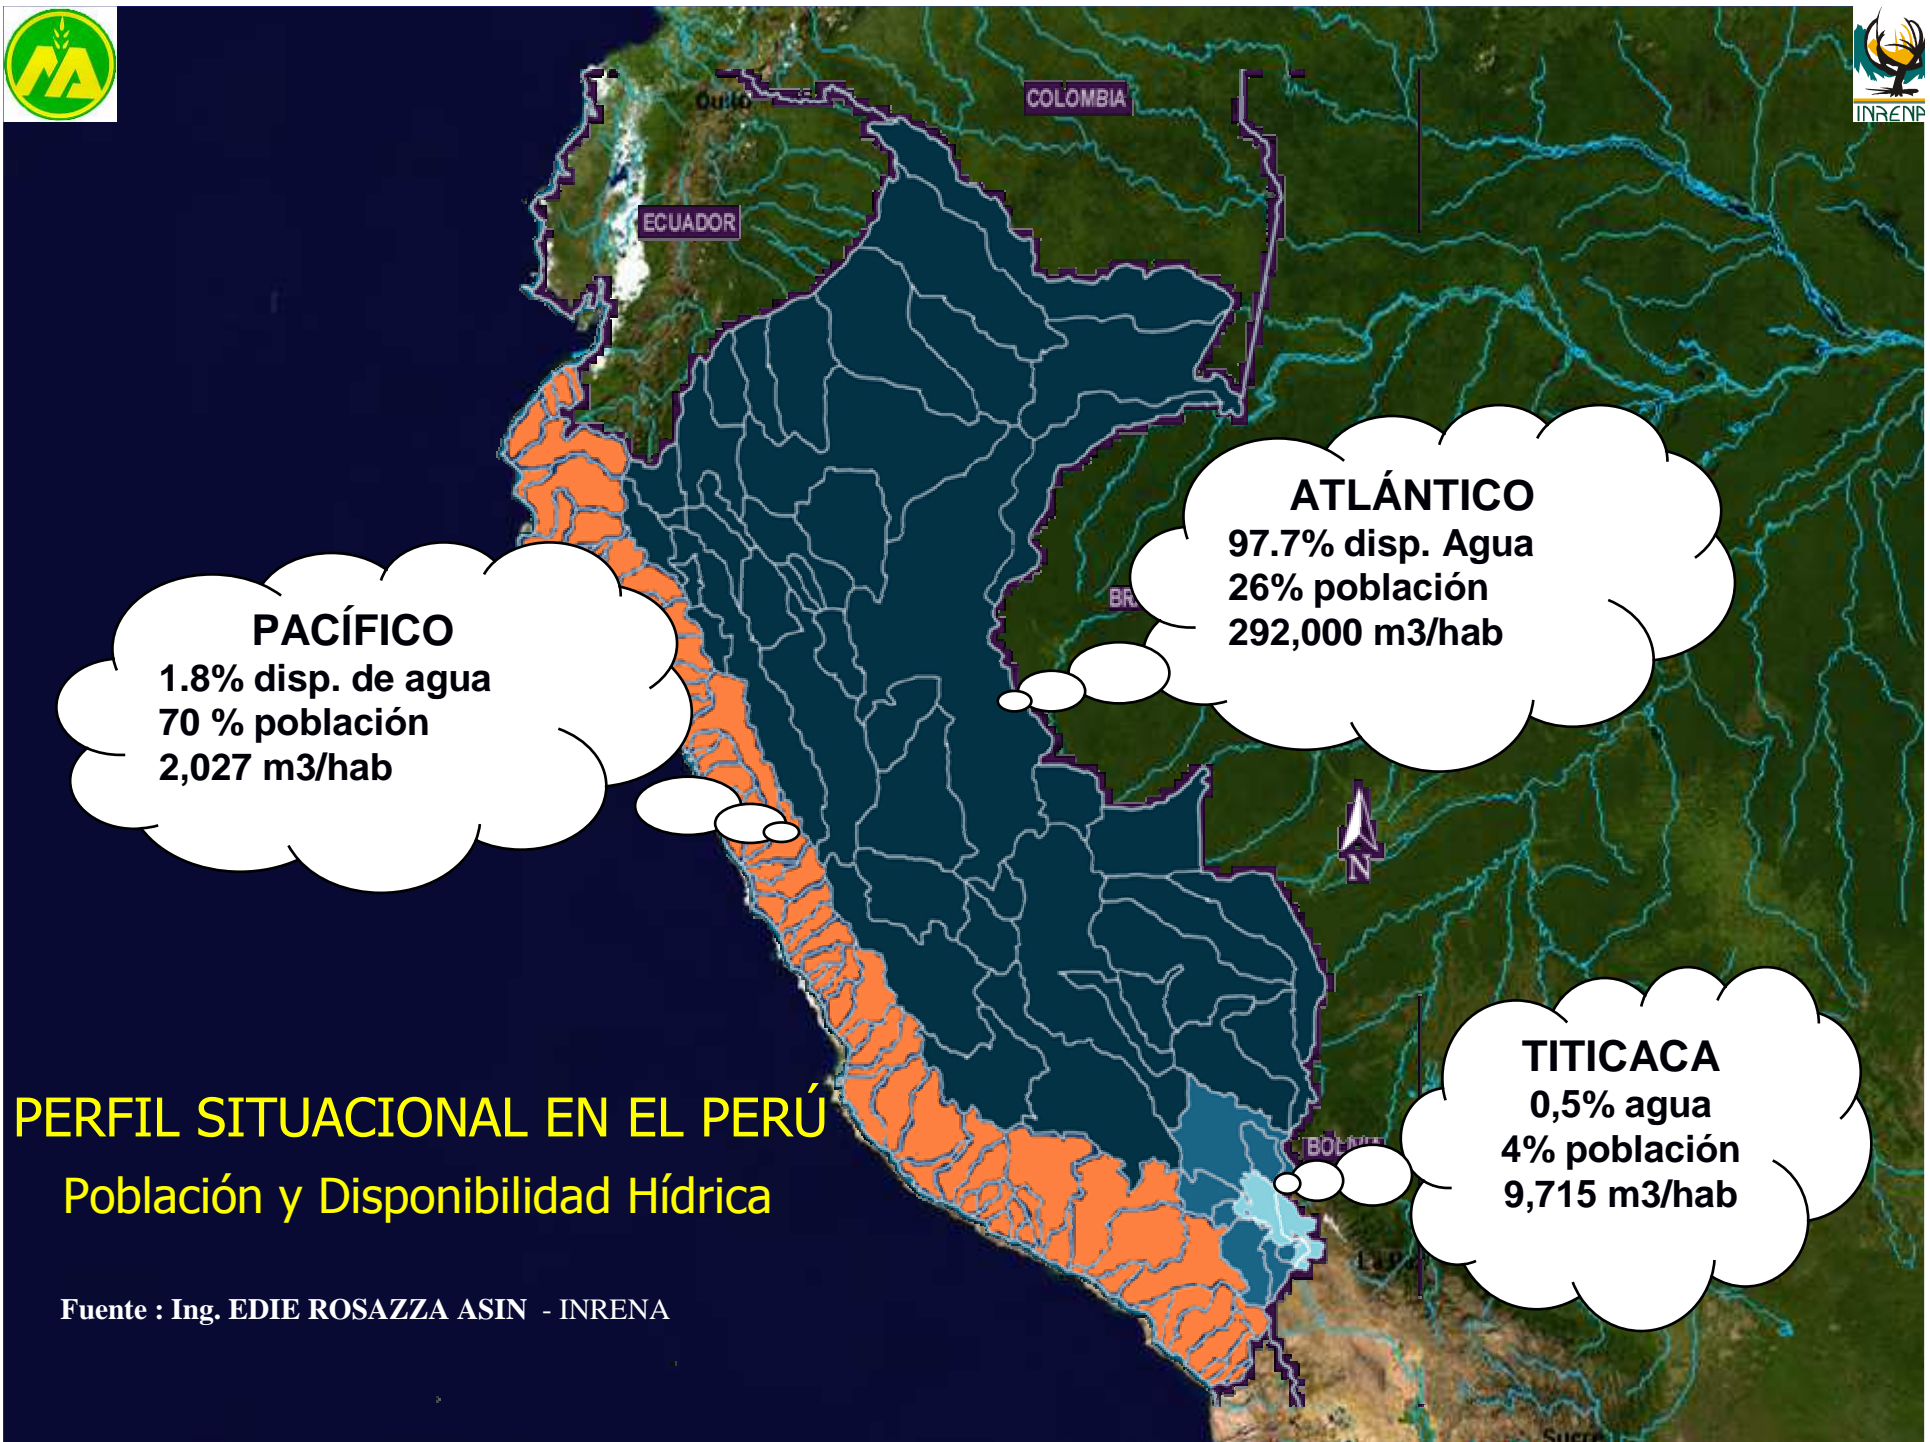 INRENA
Quito
COLOMBIA
ECUADOR
ATLÁNTICO
97.7% disp. Agua
26% población
292,000 m3/hab
PACÍFICO
1.8% disp. de agua
70 % población
2,027 m3/hab
N
TITICACA
0,5% agua
4% población
9,715 m3/hab
BOLIVIA
PERFIL SITUACIONAL EN EL PERÚ
Población y Disponibilidad Hídrica
Fuente : Ing. EDIE ROSAZZA ASIN - INRENA
Sucre